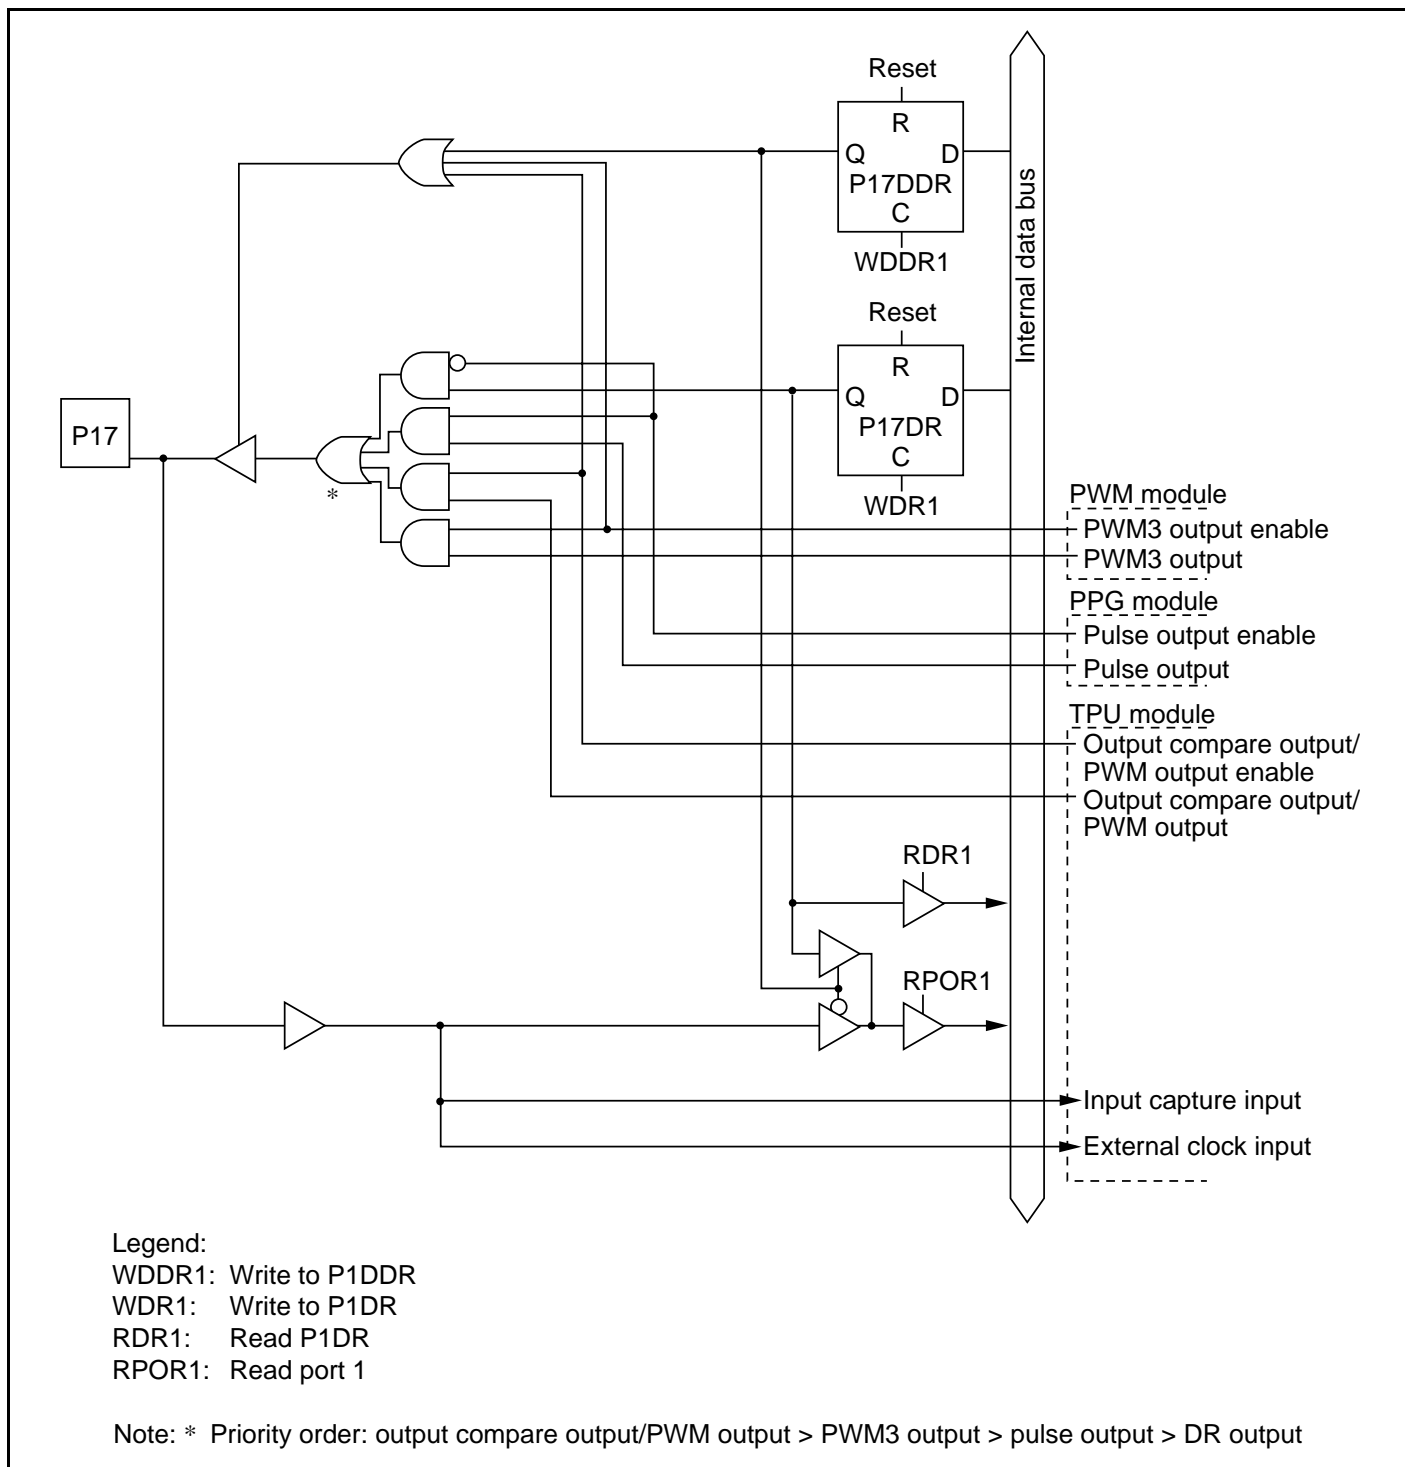 Reset
R
Q D
P17DDR
C
WDDR1
Internal data bus
Reset
R
Q D
P17DR
C
WDR1
P17
*
PWM module
PWM3 output enable
PWM3 output
PPG module
Pulse output enable
Pulse output
TPU module
Output compare output/
PWM output enable
Output compare output/
PWM output
RDR1
RPOR1
Input capture input
External clock input
Legend:
WDDR1: Write to P1DDR
WDR1: Write to P1DR
RDR1: Read P1DR
RPOR1: Read port 1
Note: * Priority order: output compare output/PWM output > PWM3 output > pulse output > DR output